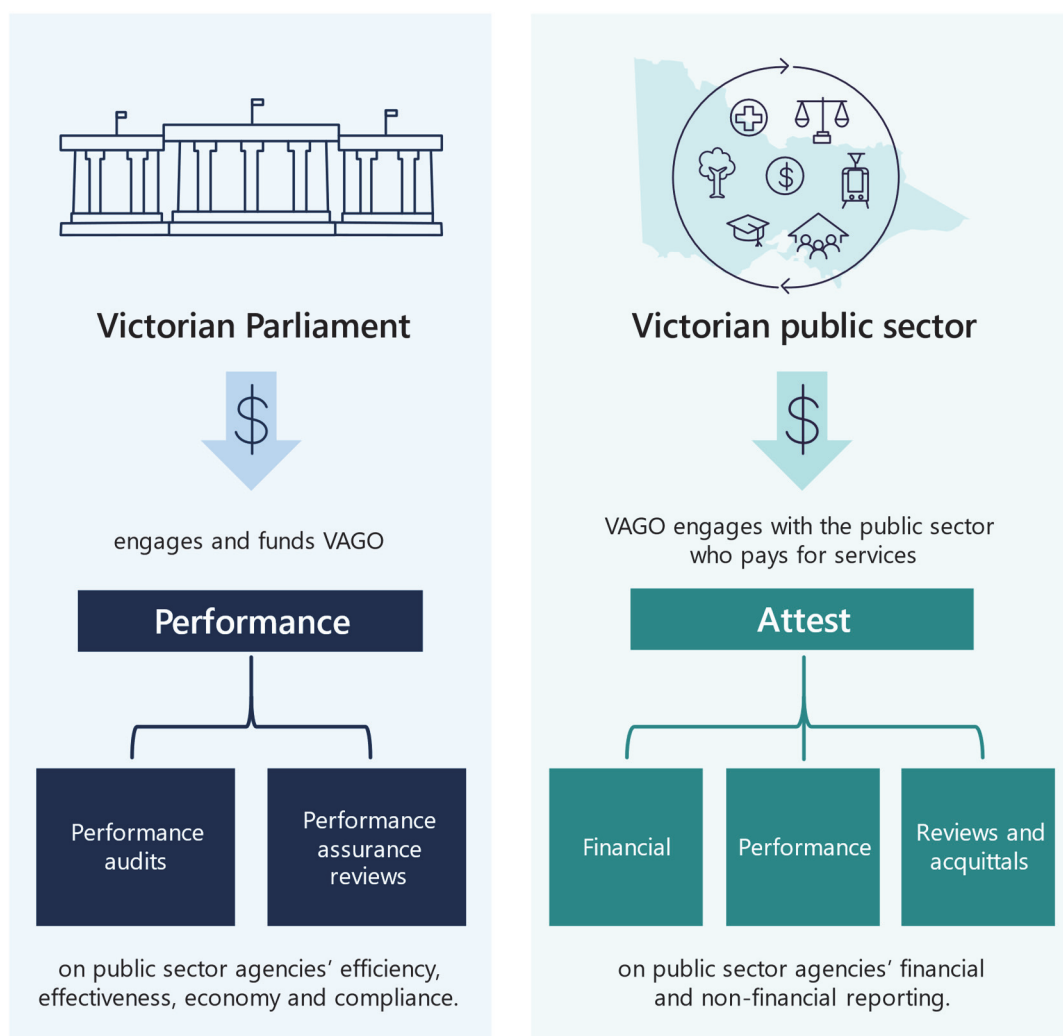 Victorian Parliament
$
engages and funds VAGO
Performance
Performance
audits
Performance
assurance
reviews
on public sector agencies’ efficiency,
effectiveness, economy and compliance.
$
Victorian public sector
$
VAGO engages with the public sector
who pays for services
Attest
Financial
Performance
Reviews and
acquittals
on public sector agencies’ financial
and non-financial reporting.